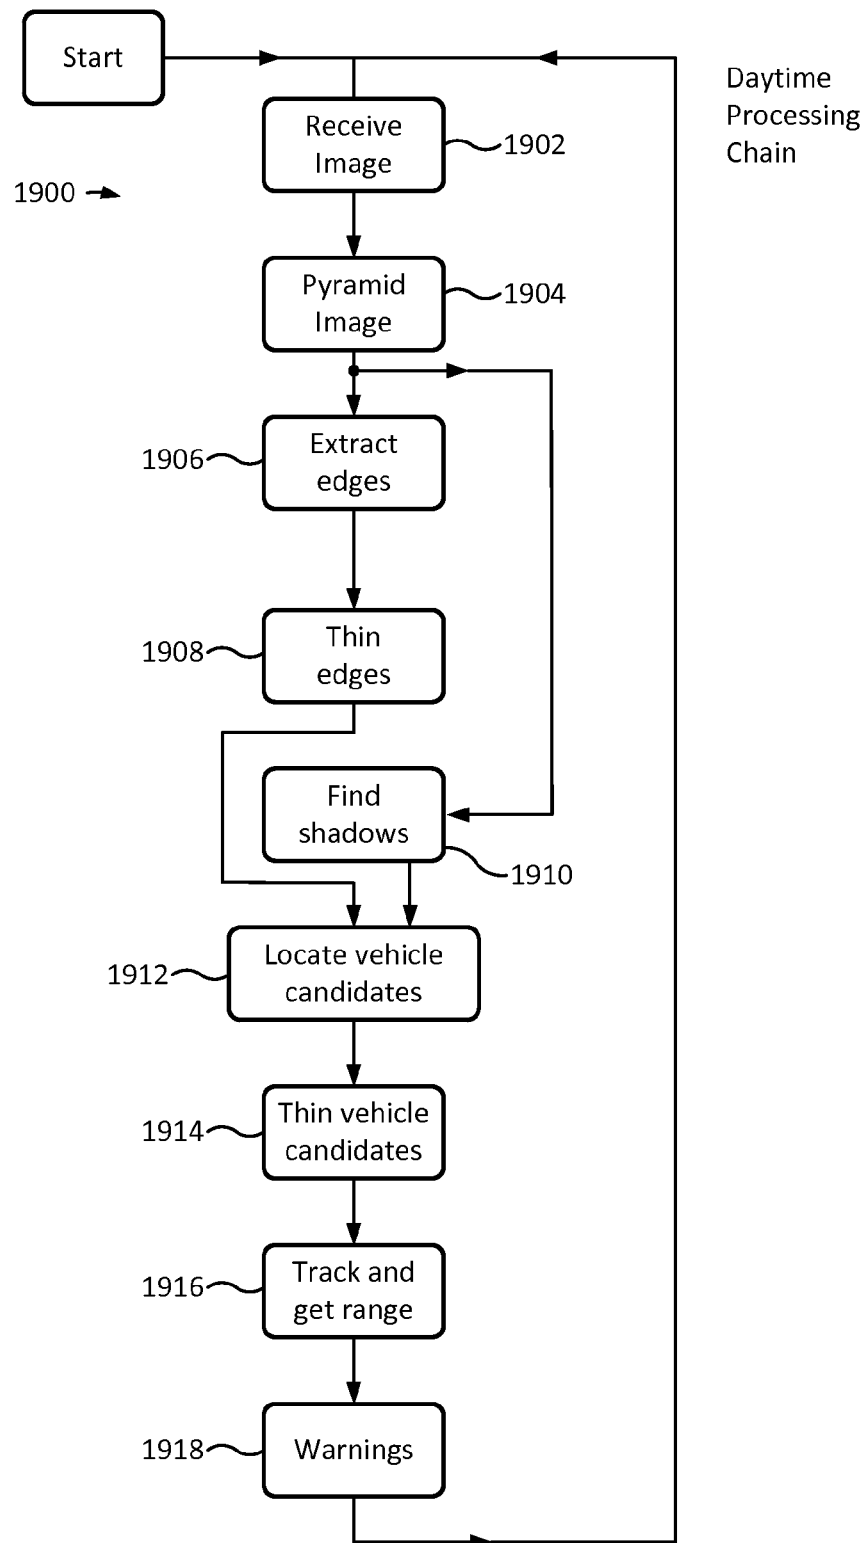 Start
Daytime
Processing
Chain
Receive
Image
1902
1900
Pyramid
Image
1904
Extract
edges
1906
Thin
edges
1908
Find
shadows
1910
Locate vehicle
candidates
1912
Thin vehicle
candidates
1914
Track and
get range
1916
Warnings
1918